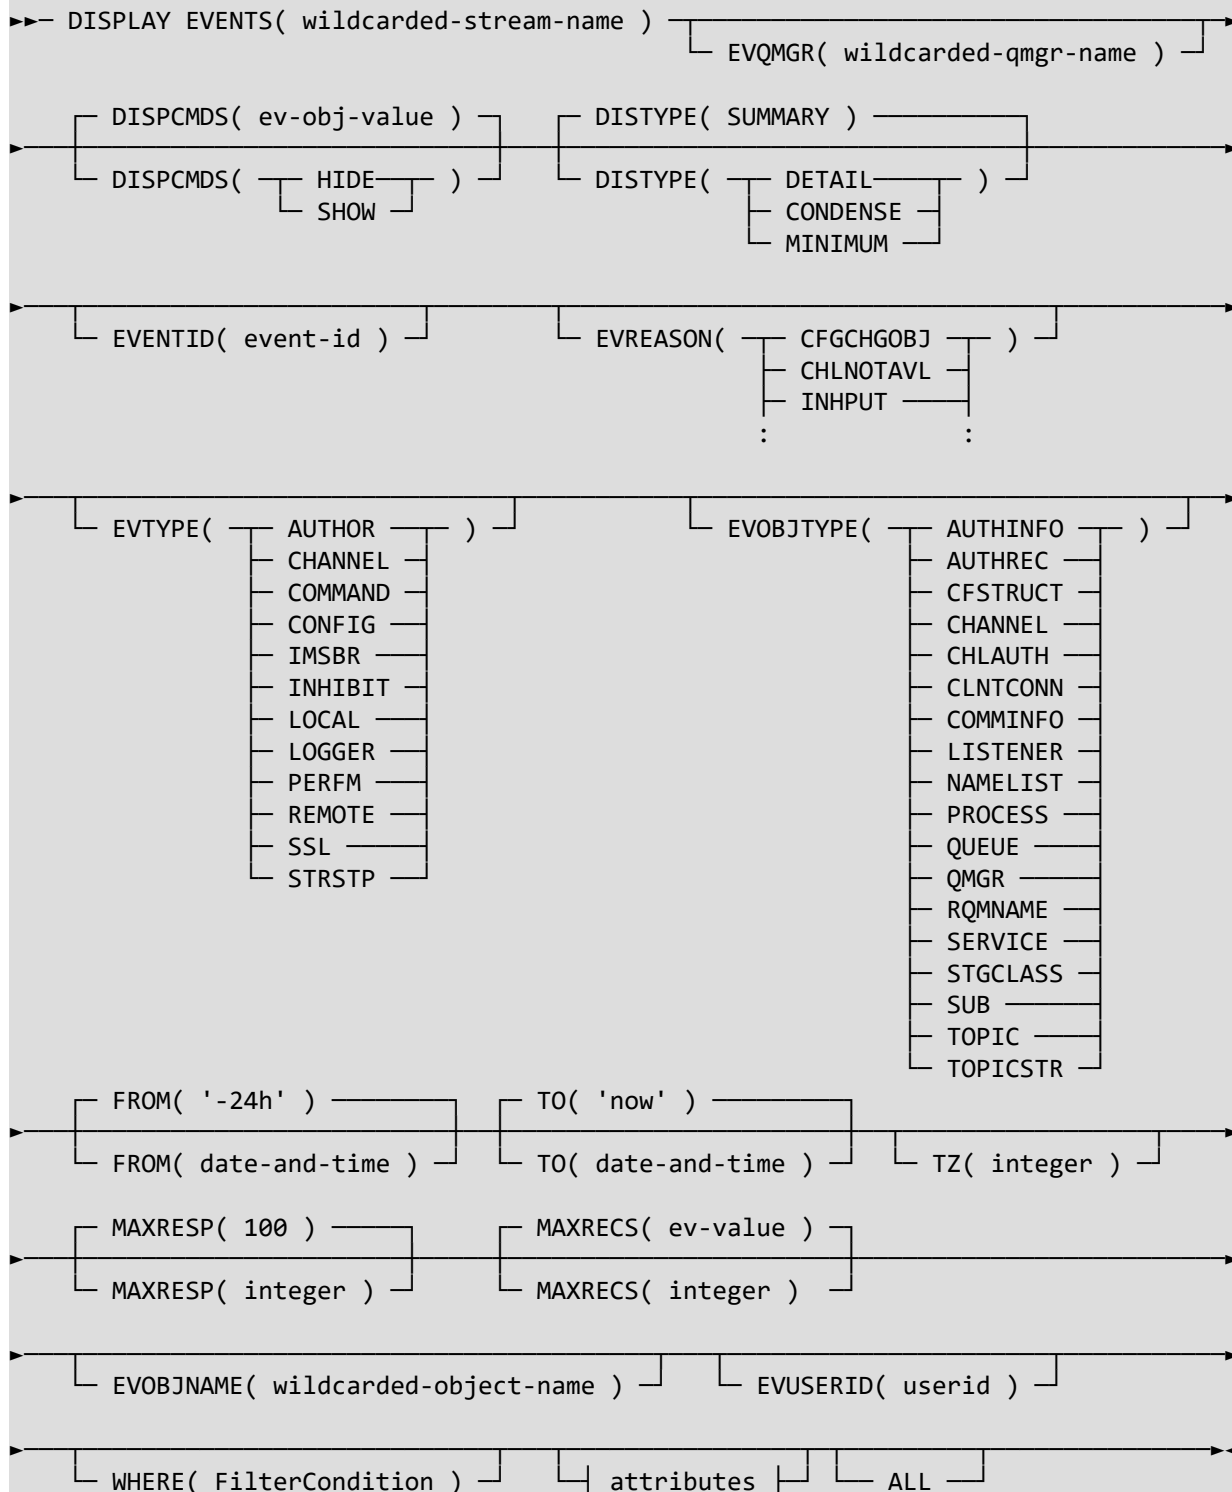 DISPLAY EVENTS( wildcarded-stream-name )
EVQMGR( wildcarded-qmgr-name )
DISPCMDS( ev-obj-value ) DISTYPE( SUMMARY )
DISPCMDS( HIDE ) DISTYPE( DETAIL )
SHOW CONDENSE
MINIMUM
EVENTID( event-id ) EVREASON( CFGCHGOBJ )
CHLNOTAVL
INHPUT
: :
EVTYPE( AUTHOR ) EVOBJTYPE( AUTHINFO )
CHANNEL AUTHREC
COMMAND CFSTRUCT
CONFIG CHANNEL
IMSBR CHLAUTH
INHIBIT CLNTCONN
LOCAL COMMINFO
LOGGER LISTENER
PERFM NAMELIST
REMOTE PROCESS
SSL QUEUE
STRSTP QMGR
RQMNAME
SERVICE
STGCLASS
SUB
TOPIC
TOPICSTR
FROM( '-24h' ) TO( 'now' )
FROM( date-and-time ) TO( date-and-time ) TZ( integer )
MAXRESP( 100 ) MAXRECS( ev-value )
MAXRESP( integer ) MAXRECS( integer )
EVOBJNAME( wildcarded-object-name ) EVUSERID( userid )
WHERE( FilterCondition ) attributes ALL